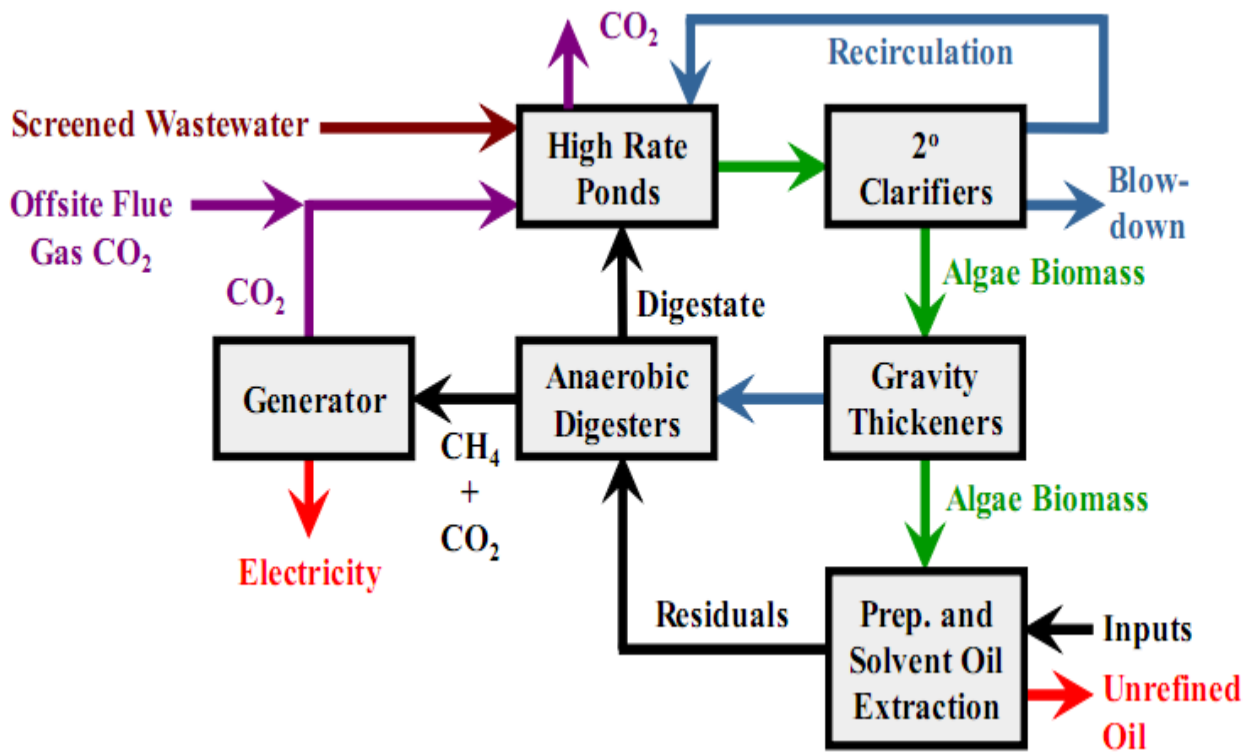 CO₂
Recirculation
Screened Wastewater
High Rate
Ponds
2º
Clarifiers
Offsite Flue
Gas CO₂
Blow-
down
CO₂
Digestate
Algae Biomass
Generator
Anaerobic
Digesters
Gravity
Thickeners
CH₄
+
CO₂
Algae Biomass
Electricity
Residuals
Prep. and
Solvent Oil
Extraction
Inputs
Unrefined
Oil